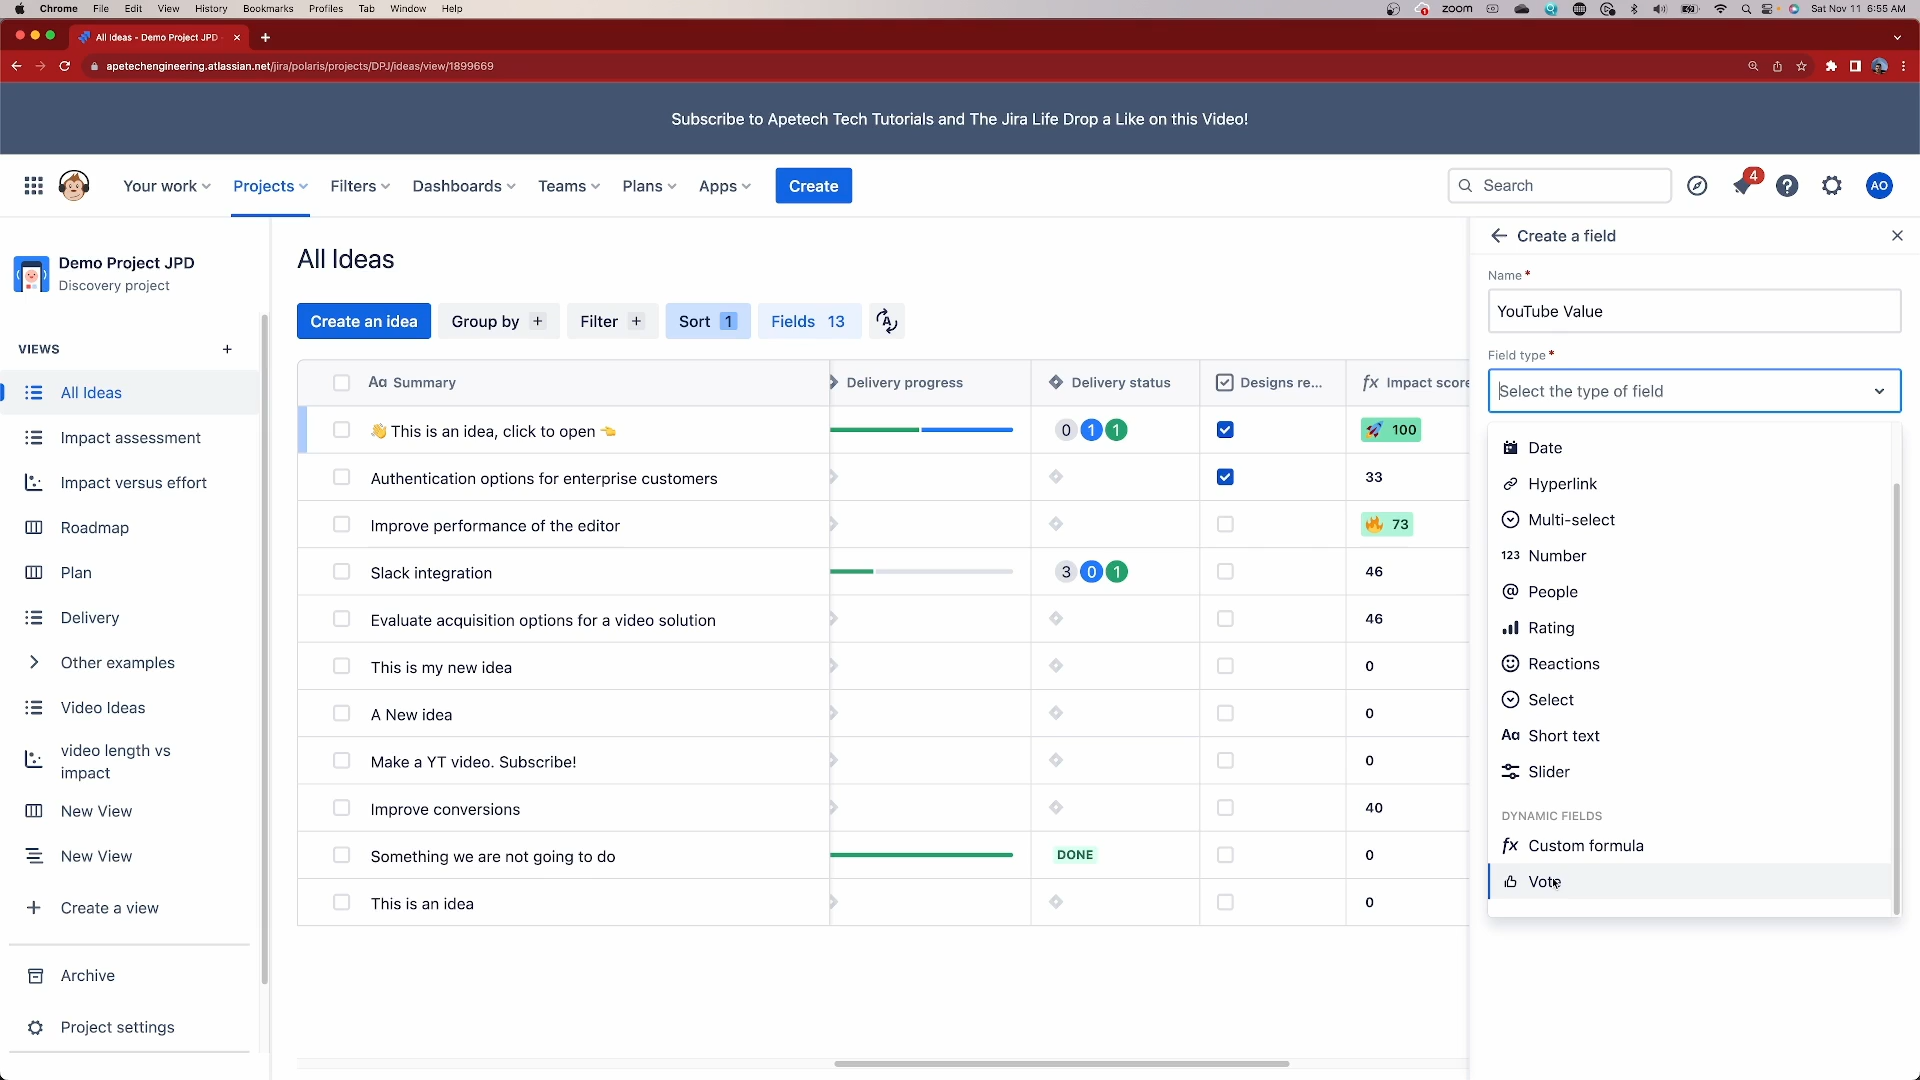 Chrome File Edit View History Bookmarks Profiles Tab Window Help
zoom Sat Nov 11 6:55 AM
All Ideas - Demo Project JPD
apetechengineering.atlassian.net/jira/polaris/projects/DPJ/ideas/view/1899669
Subscribe to Apetech Tech Tutorials and The Jira Life Drop a Like on this Video!
Your work Projects Filters Dashboards Teams Plans Apps Create Search 4 AO
Demo Project JPD
Discovery project
VIEWS
All Ideas
Impact assessment
Impact versus effort
Roadmap
Plan
Delivery
Other examples
Video Ideas
video length vs
impact
New View
New View
Create a view
Archive
Project settings
All Ideas
Create an idea Group by Filter Sort 1 Fields 13
Aa Summary Delivery progress Delivery status Designs re... fx Impact score
👋 This is an idea, click to open 👈 0 1 1 🚀 100
Authentication options for enterprise customers 33
Improve performance of the editor 🔥 73
Slack integration 3 0 1 46
Evaluate acquisition options for a video solution 46
This is my new idea 0
A New idea 0
Make a YT video. Subscribe! 0
Improve conversions 40
Something we are not going to do DONE 0
This is an idea 0
Create a field
Name*
YouTube Value
Field type*
Select the type of field
Date
Hyperlink
Multi-select
123 Number
@ People
Rating
Reactions
Select
Aa Short text
Slider
DYNAMIC FIELDS
fx Custom formula
Vote